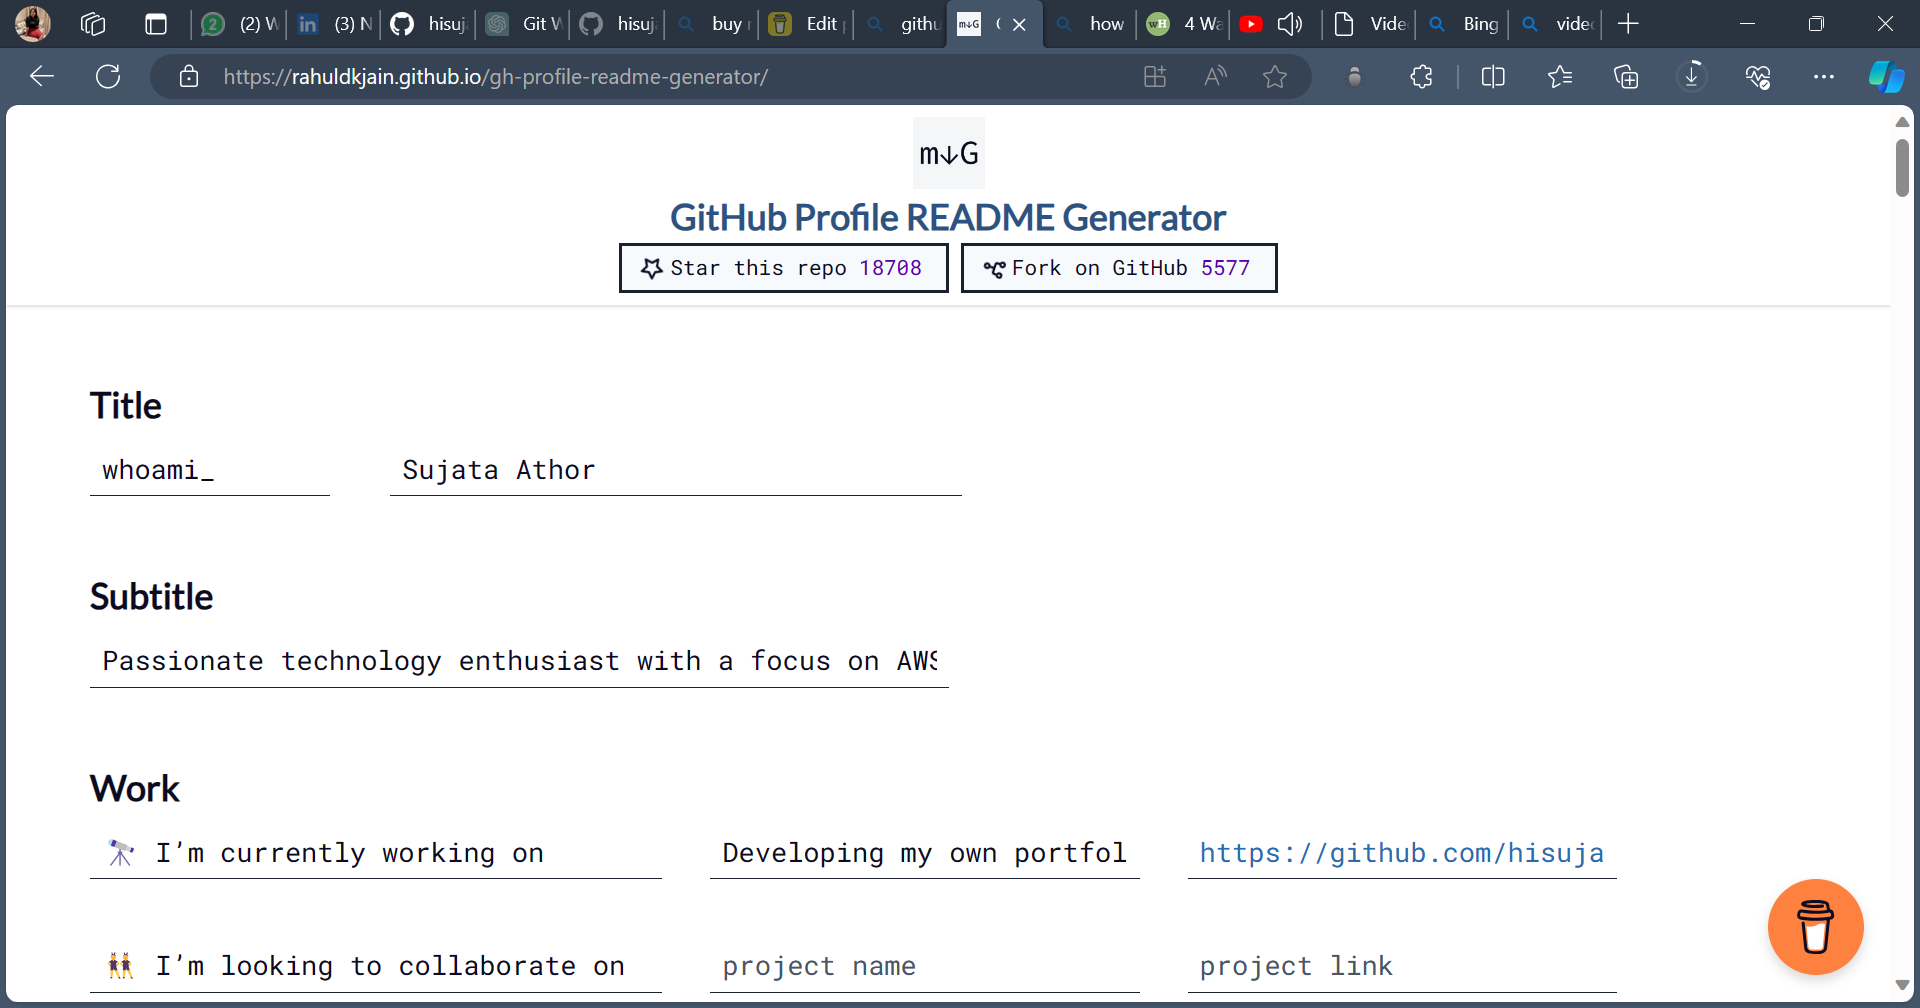 2 (2) W (3) N hisuj Git W hisuj buy r Edit p githu m↓G how wH 4 Wa Vide Bing vide
https://rahuldkjain.github.io/gh-profile-readme-generator/
m↓G
GitHub Profile README Generator
Star this repo 18708 Fork on GitHub 5577
Title
whoami_ Sujata Athor
Subtitle
Passionate technology enthusiast with a focus on AWS
Work
🔭 I’m currently working on Developing my own portfol https://github.com/hisuja
👯 I’m looking to collaborate on project name project link